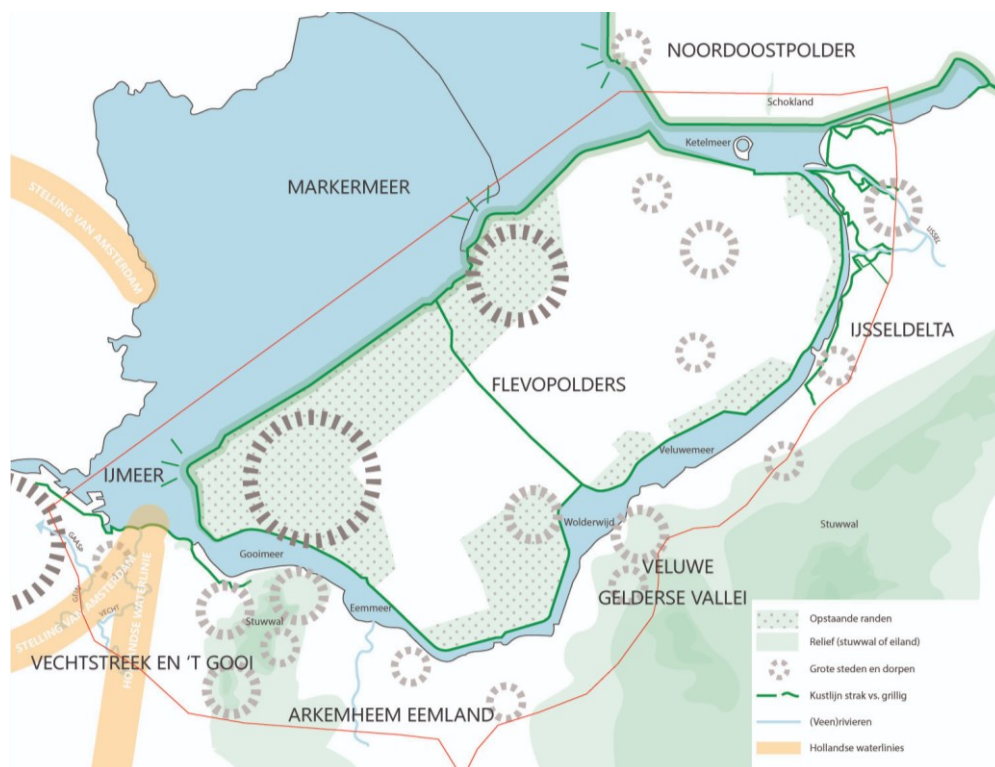 NOORDOOSTPOLDER
Schokland
Ketelmeer
MARKERMEER
STELLING VAN AMSTERDAM
IJSSEL
IJSSELDELTA
FLEVOPOLDERS
Veluwemeer
IJMEER
Wolderwijd
Stuwwal
GAASP
Gooimeer
GEIN
VECHT
STELLING VAN AMSTERDAM
HOLLANDSE WATERLINIE
Eemmeer
Stuwwal
VELUWE
GELDERSE VALLEI
VECHTSTREEK EN 'T GOOI
ARKEMHEEM EEMLAND
Opstaande randen
Relief (stuwwal of eiland)
Grote steden en dorpen
Kustlijn strak vs. grillig
(Veen)rivieren
Hollandse waterlinies